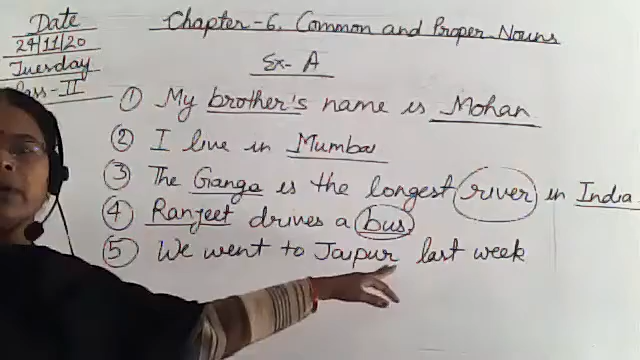 Date
24/11/20
Tuesday
Class-II
Chapter-6. Common and Proper Nouns
Ex- A
① My brother's name is Mohan
② I live in Mumbai
③ The Ganga is the longest river in India
④ Ranjeet drives a bus.
⑤ We went to Jaipur last week